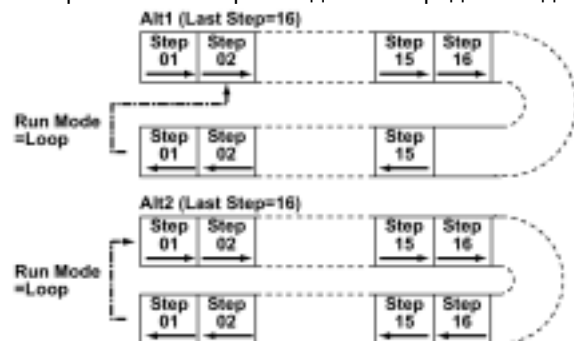 Alt1 (Last Step=16)
Step 01 Step 02 Step 15 Step 16
Run Mode =Loop
Step 01 Step 02 Step 15
Alt2 (Last Step=16)
Step 01 Step 02 Step 15 Step 16
Run Mode =Loop
Step 01 Step 02 Step 15 Step 16